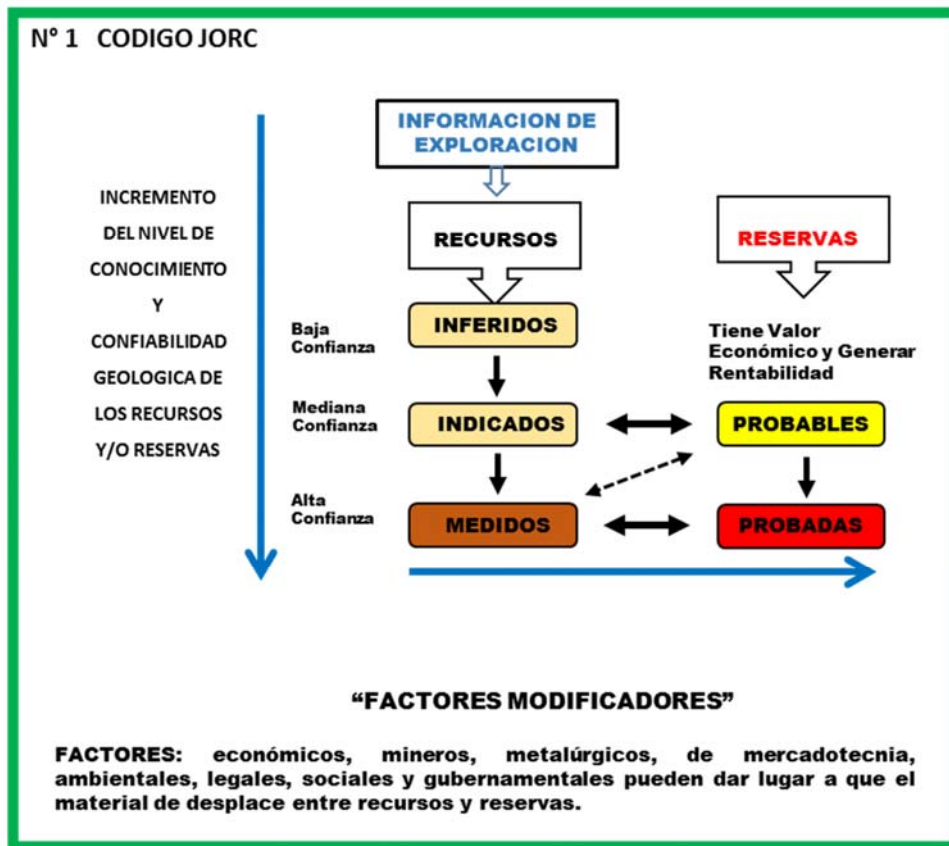 N° 1 CODIGO JORC
INFORMACION DE
EXPLORACION
INCREMENTO
DEL NIVEL DE
CONOCIMIENTO
Y
CONFIABILIDAD
GEOLOGICA DE
LOS RECURSOS
Y/O RESERVAS
RECURSOS
RESERVAS
Baja
Confianza
INFERIDOS
Tiene Valor
Económico y Generar
Rentabilidad
Mediana
Confianza
INDICADOS
PROBABLES
Alta
Confianza
MEDIDOS
PROBADAS
“FACTORES MODIFICADORES”
FACTORES: económicos, mineros, metalúrgicos, de mercadotecnia,
ambientales, legales, sociales y gubernamentales pueden dar lugar a que el
material de desplace entre recursos y reservas.